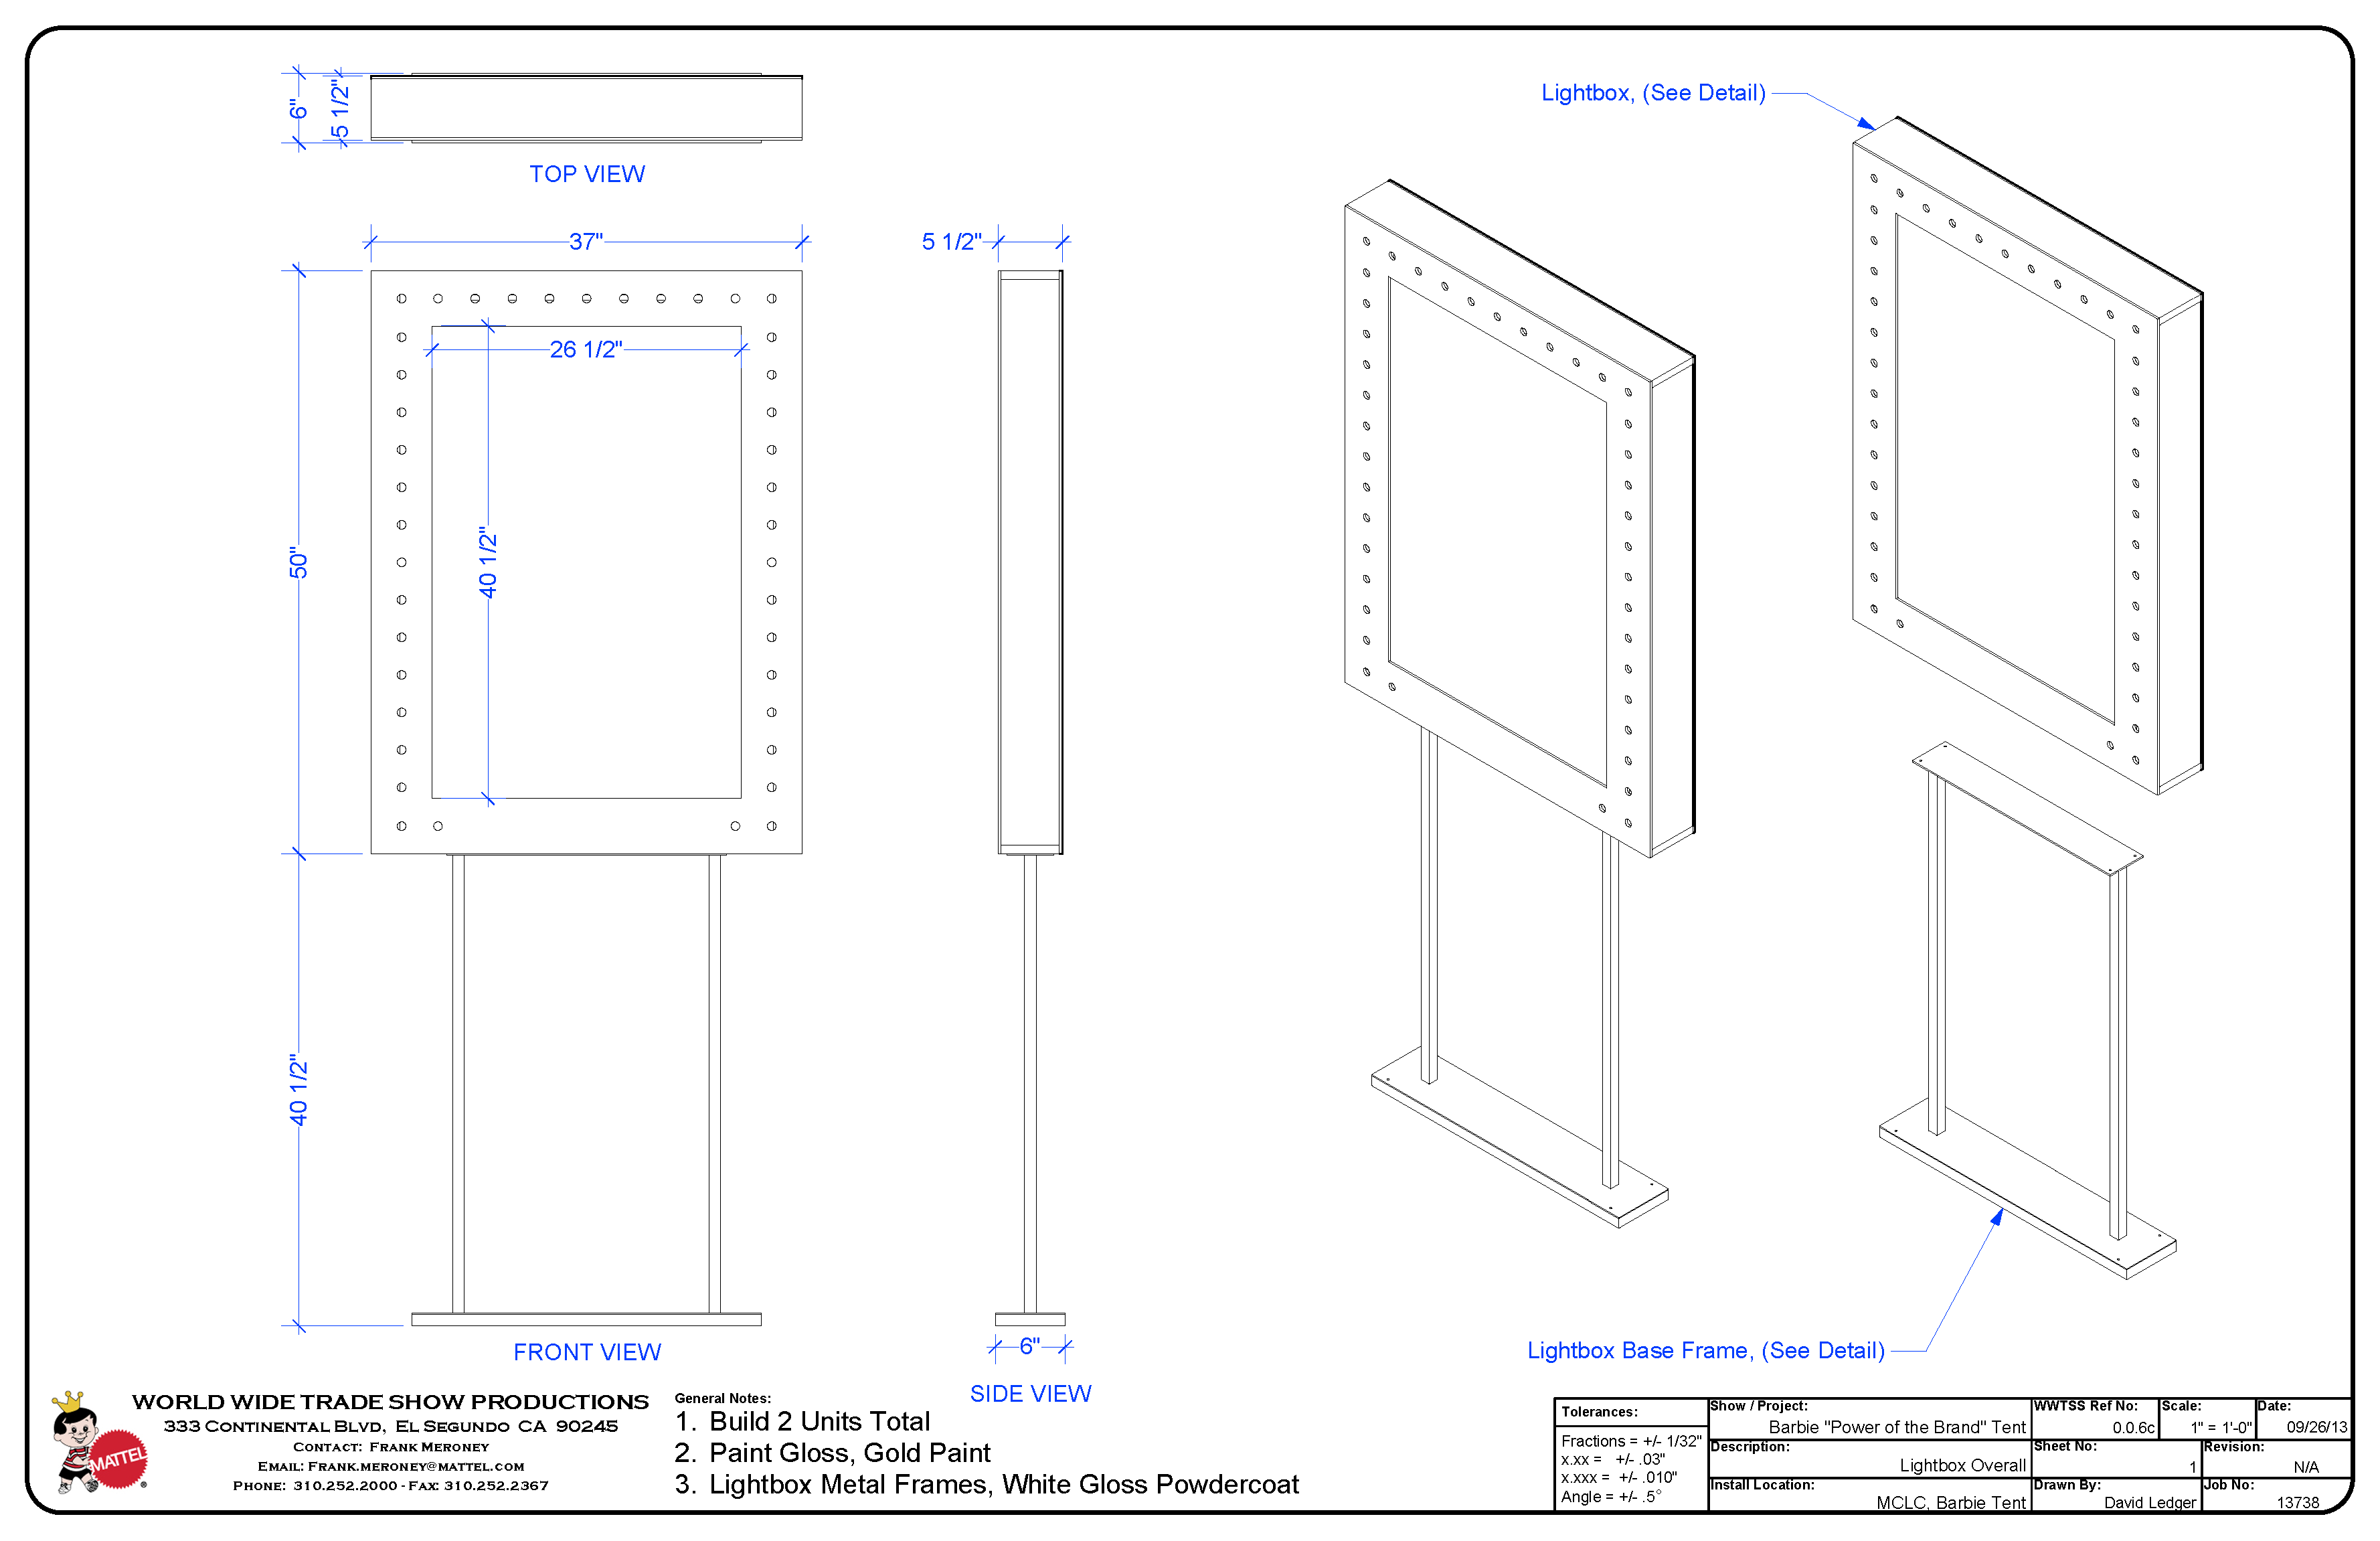 6"
5 1/2"
TOP VIEW
Lightbox, (See Detail)
37"
5 1/2"
26 1/2"
50"
40 1/2"
40 1/2"
6"
FRONT VIEW
SIDE VIEW
Lightbox Base Frame, (See Detail)
WORLD WIDE TRADE SHOW PRODUCTIONS
333 CONTINENTAL BLVD, EL SEGUNDO CA 90245
CONTACT: FRANK MERONEY
EMAIL: FRANK.MERONEY@MATTEL.COM
PHONE: 310.252.2000 - FAX: 310.252.2367
MATTEL
®
General Notes:
1. Build 2 Units Total
2. Paint Gloss, Gold Paint
3. Lightbox Metal Frames, White Gloss Powdercoat
Tolerances:
Fractions = +/- 1/32"
x.xx = +/- .03"
x.xxx = +/- .010"
Angle = +/- .5°
Show / Project:
Barbie "Power of the Brand" Tent
WWTSS Ref No:
0.0.6c
Scale:
1" = 1'-0"
Date:
09/26/13
Description:
Lightbox Overall
Sheet No:
1
Revision:
N/A
Install Location:
MCLC, Barbie Tent
Drawn By:
David Ledger
Job No:
13738